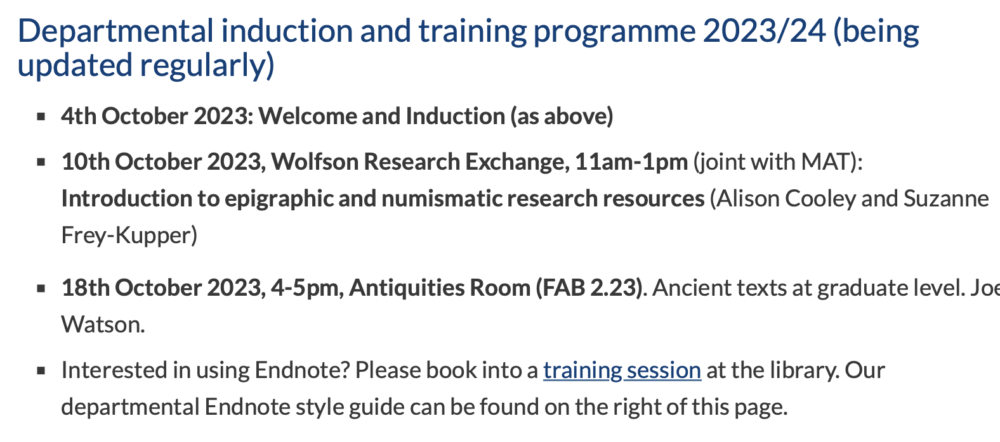 Departmental induction and training programme 2023/24 (being
updated regularly)
4th October 2023: Welcome and Induction (as above)
10th October 2023, Wolfson Research Exchange, 11am-1pm (joint with MAT):
Introduction to epigraphic and numismatic research resources (Alison Cooley and Suzanne
Frey-Kupper)
18th October 2023, 4-5pm, Antiquities Room (FAB 2.23). Ancient texts at graduate level. Joe
Watson.
Interested in using Endnote? Please book into a training session at the library. Our
departmental Endnote style guide can be found on the right of this page.